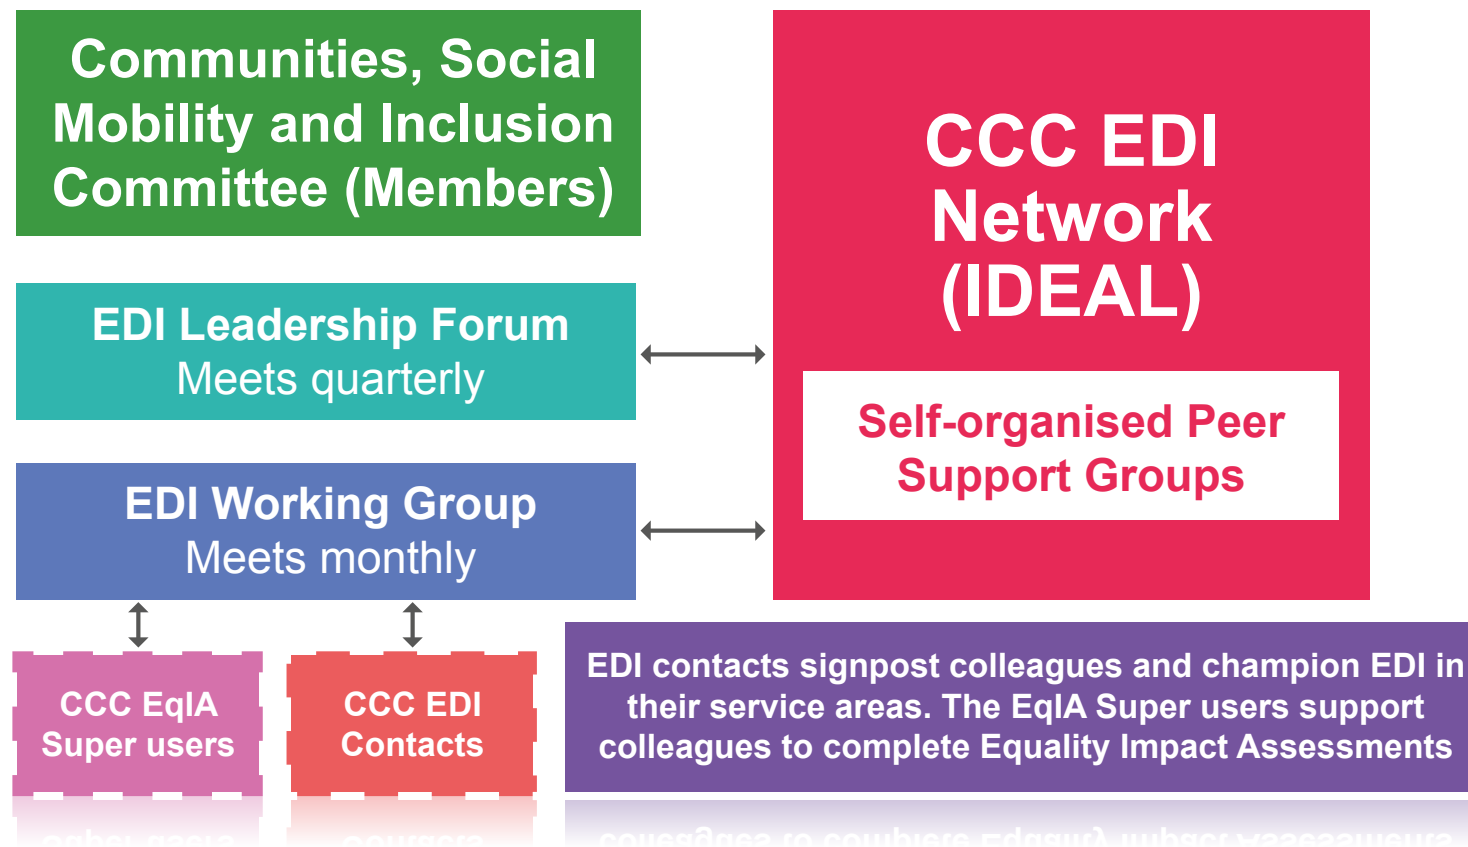 Communities, Social
Mobility and Inclusion
Committee (Members)
CCC EDI
Network
(IDEAL)
Self-organised Peer
Support Groups
EDI Leadership Forum
Meets quarterly
EDI Working Group
Meets monthly
CCC EqIA
Super users
CCC EDI
Contacts
EDI contacts signpost colleagues and champion EDI in
their service areas. The EqIA Super users support
colleagues to complete Equality Impact Assessments